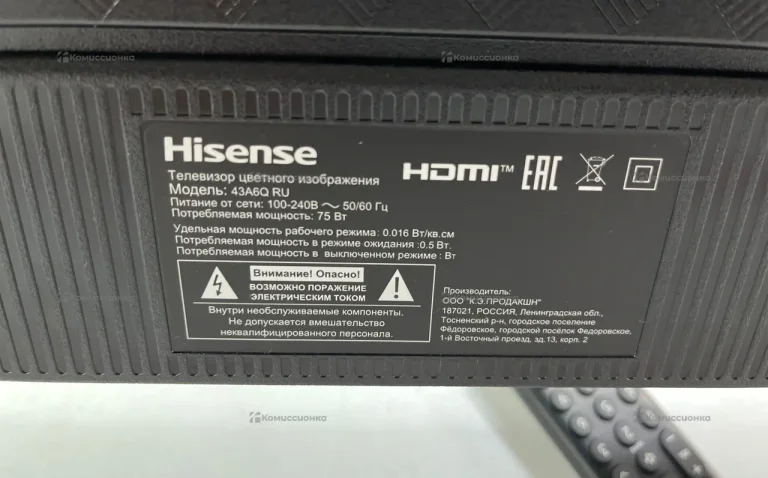 Комиссионка
Комиссионка
Hisense
HDMI™ EAC
Телевизор цветного изображения
Модель: 43A6Q RU
Питание от сети: 100-240В ~ 50/60 Гц
Потребляемая мощность: 75 Вт
Удельная мощность рабочего режима: 0.016 Вт/кв.см
Потребляемая мощность в режиме ожидания :0.5 Вт.
Потребляемая мощность в выключенном режиме : Вт
Внимание! Опасно!
ВОЗМОЖНО ПОРАЖЕНИЕ
ЭЛЕКТРИЧЕСКИМ ТОКОМ
Внутри необслуживаемые компоненты.
Не допускается вмешательство
неквалифицированного персонала.
Производитель:
ООО "К.Э.ПРОДАКШН"
187021, РОССИЯ, Ленинградская обл.,
Тосненский р-н, городское поселение
Фёдоровское, городской посёлок Федоровское,
1-й Восточный проезд, зд.13, корп. 2
Комиссионка
Комиссионка